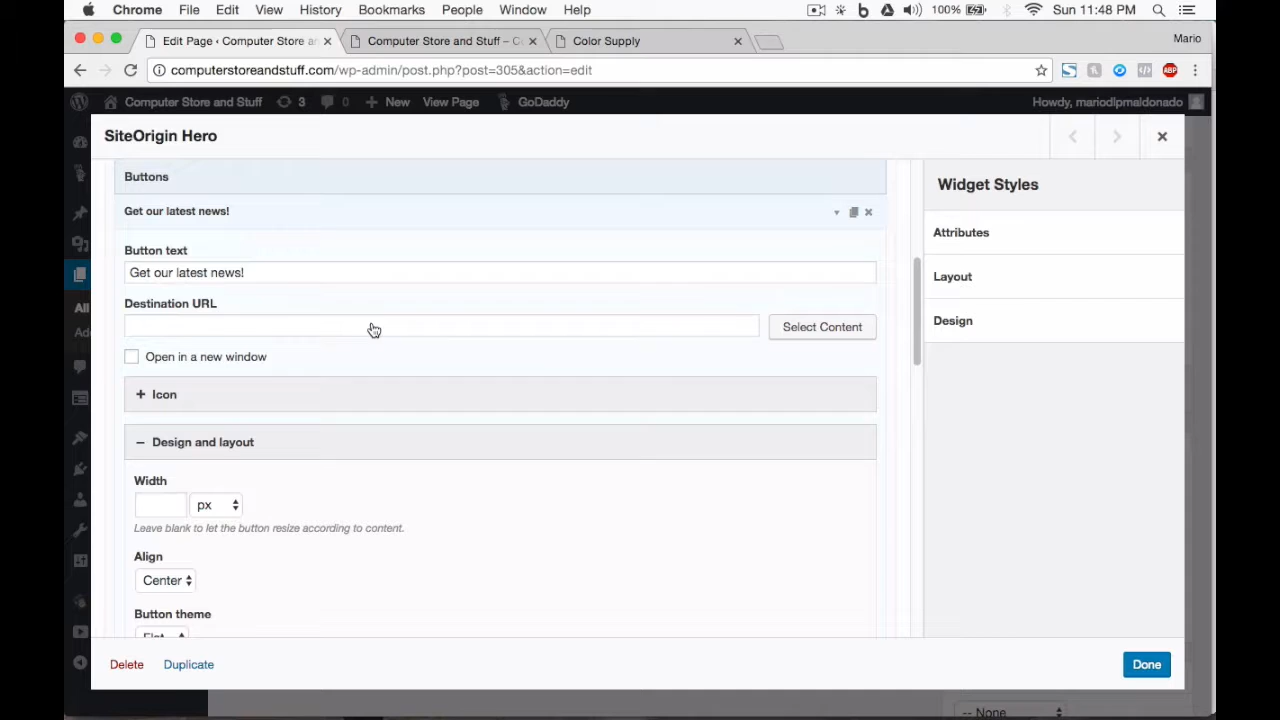 Chrome File Edit View History Bookmarks People Window Help 100% Sun 11:48 PM
Edit Page ‹ Computer Store an Computer Store and Stuff – Co Color Supply Mario
computerstoreandstuff.com/wp-admin/post.php?post=305&action=edit
Computer Store and Stuff 3 0 New View Page GoDaddy Howdy, mariodlpmaldonado
SiteOrigin Hero
Buttons
Widget Styles
Get our latest news!
Attributes
Button text
Get our latest news!
Layout
Destination URL
Design
Select Content
All
Add
Open in a new window
Icon
Design and layout
Width
px
Leave blank to let the button resize according to content.
Align
Center
Button theme
Flat
Delete Duplicate Done
-- None